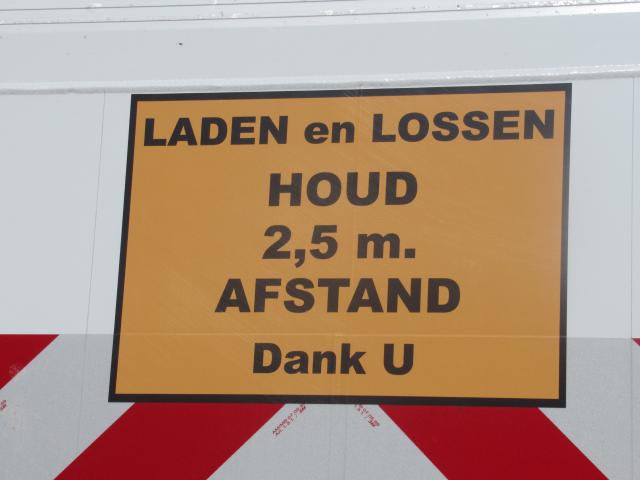 LADEN en LOSSEN
HOUD
2,5 m.
AFSTAND
Dank U